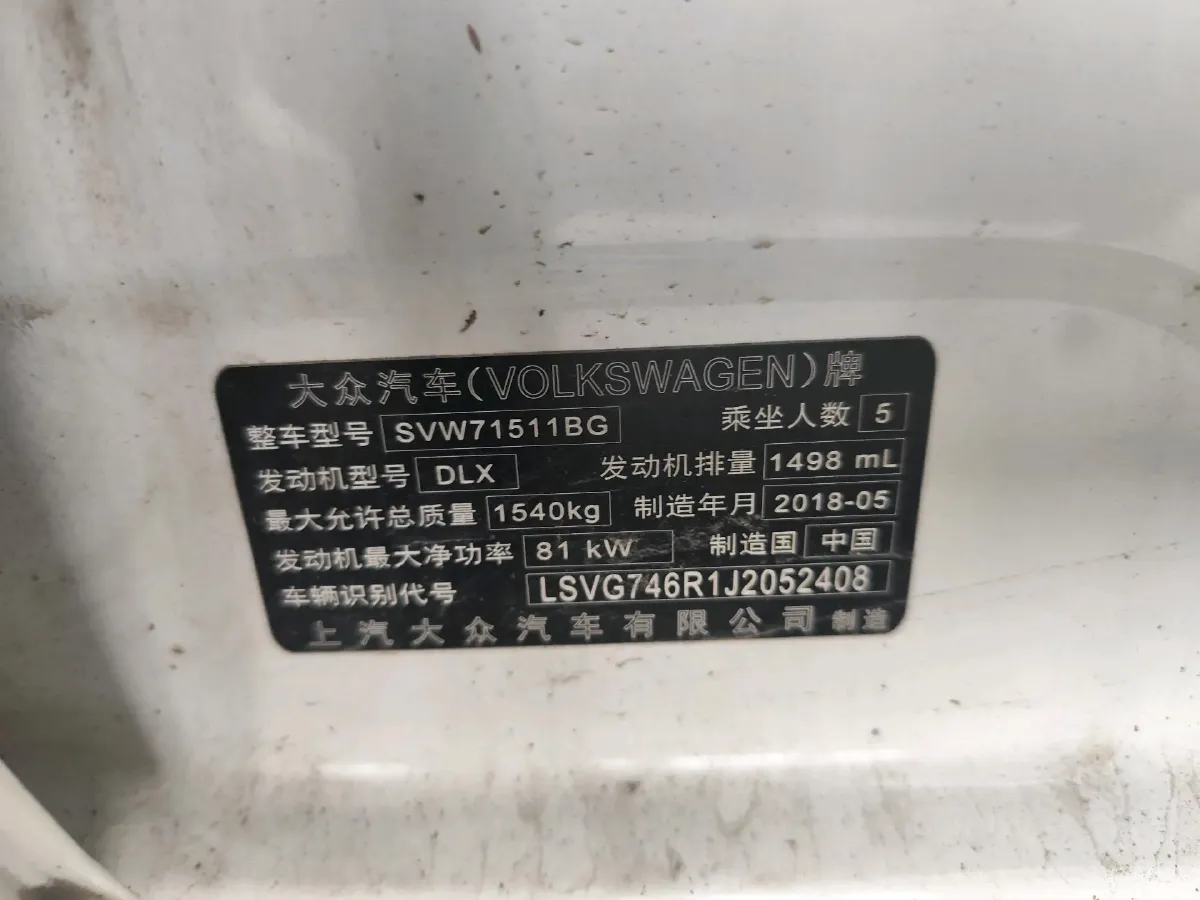 大众汽车(VOLKSWAGEN)牌
整车型号 SVW71511BG 乘坐人数 5
发动机型号 DLX 发动机排量 1498 mL
最大允许总质量 1540kg 制造年月 2018-05
发动机最大净功率 81 kW 制造国 中国
车辆识别代号 LSVG746R1J2052408
上汽大众汽车有限公司 制造